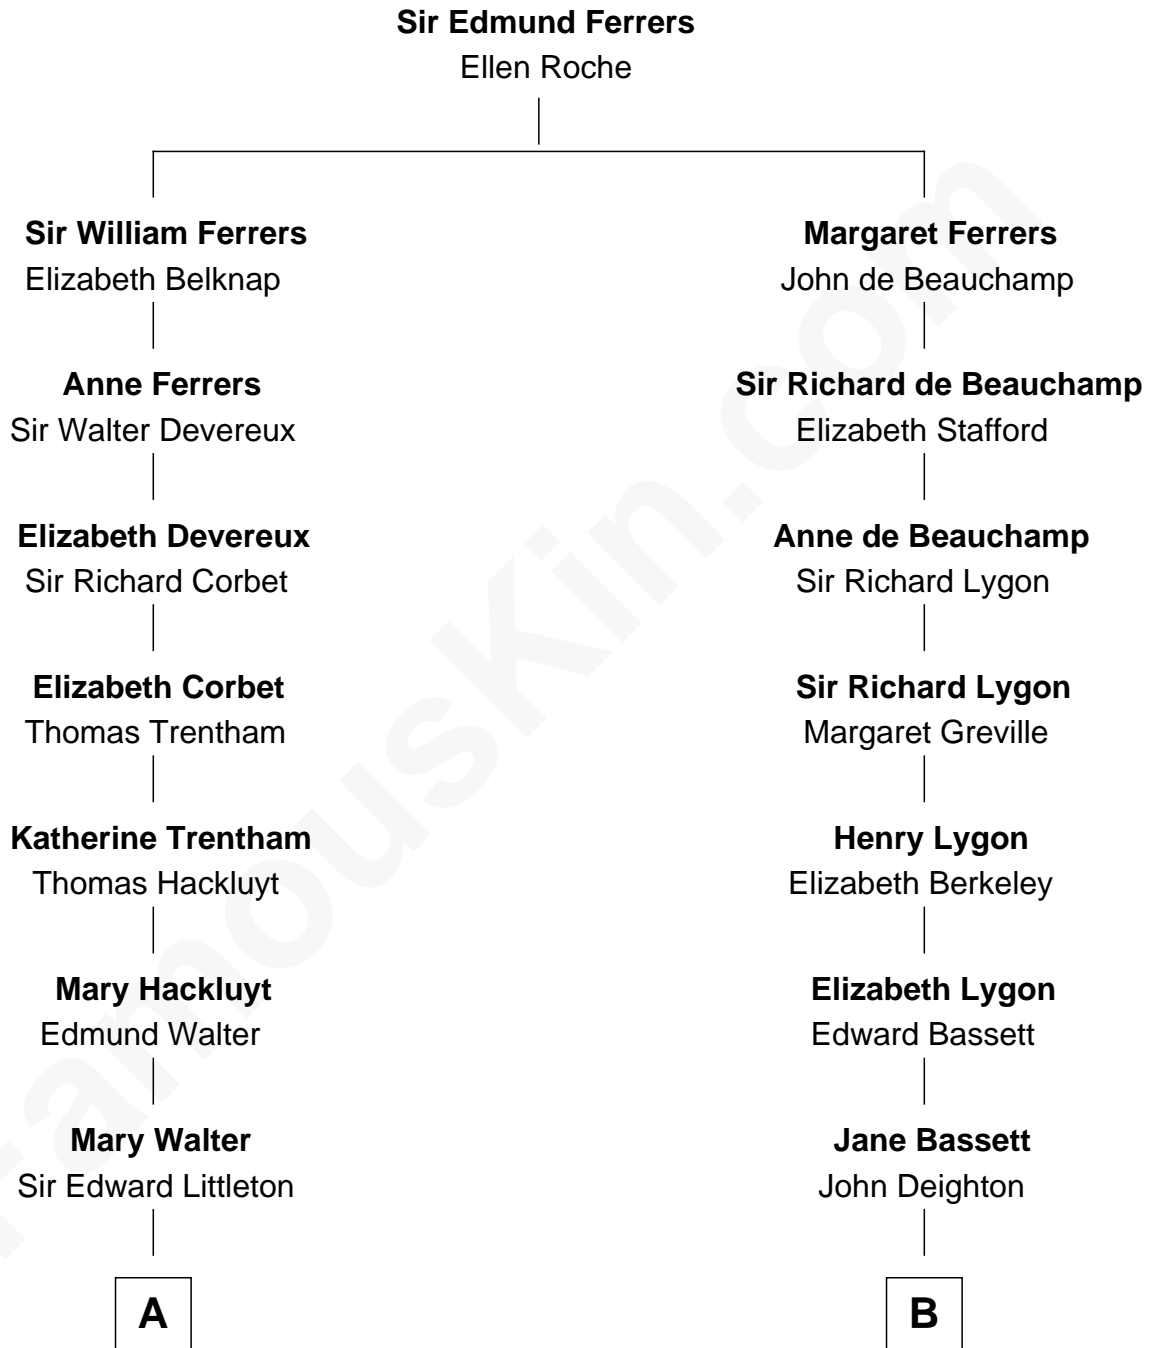 Sir Edmund Ferrers
Ellen Roche
Sir William Ferrers
Elizabeth Belknap
Margaret Ferrers
John de Beauchamp
Anne Ferrers
Sir Walter Devereux
Sir Richard de Beauchamp
Elizabeth Stafford
Elizabeth Devereux
Sir Richard Corbet
Anne de Beauchamp
Sir Richard Lygon
Elizabeth Corbet
Thomas Trentham
Sir Richard Lygon
Margaret Greville
Katherine Trentham
Thomas Hackluyt
Henry Lygon
Elizabeth Berkeley
Mary Hackluyt
Edmund Walter
Elizabeth Lygon
Edward Bassett
Mary Walter
Sir Edward Littleton
Jane Bassett
John Deighton
A
B
FamousKin.com